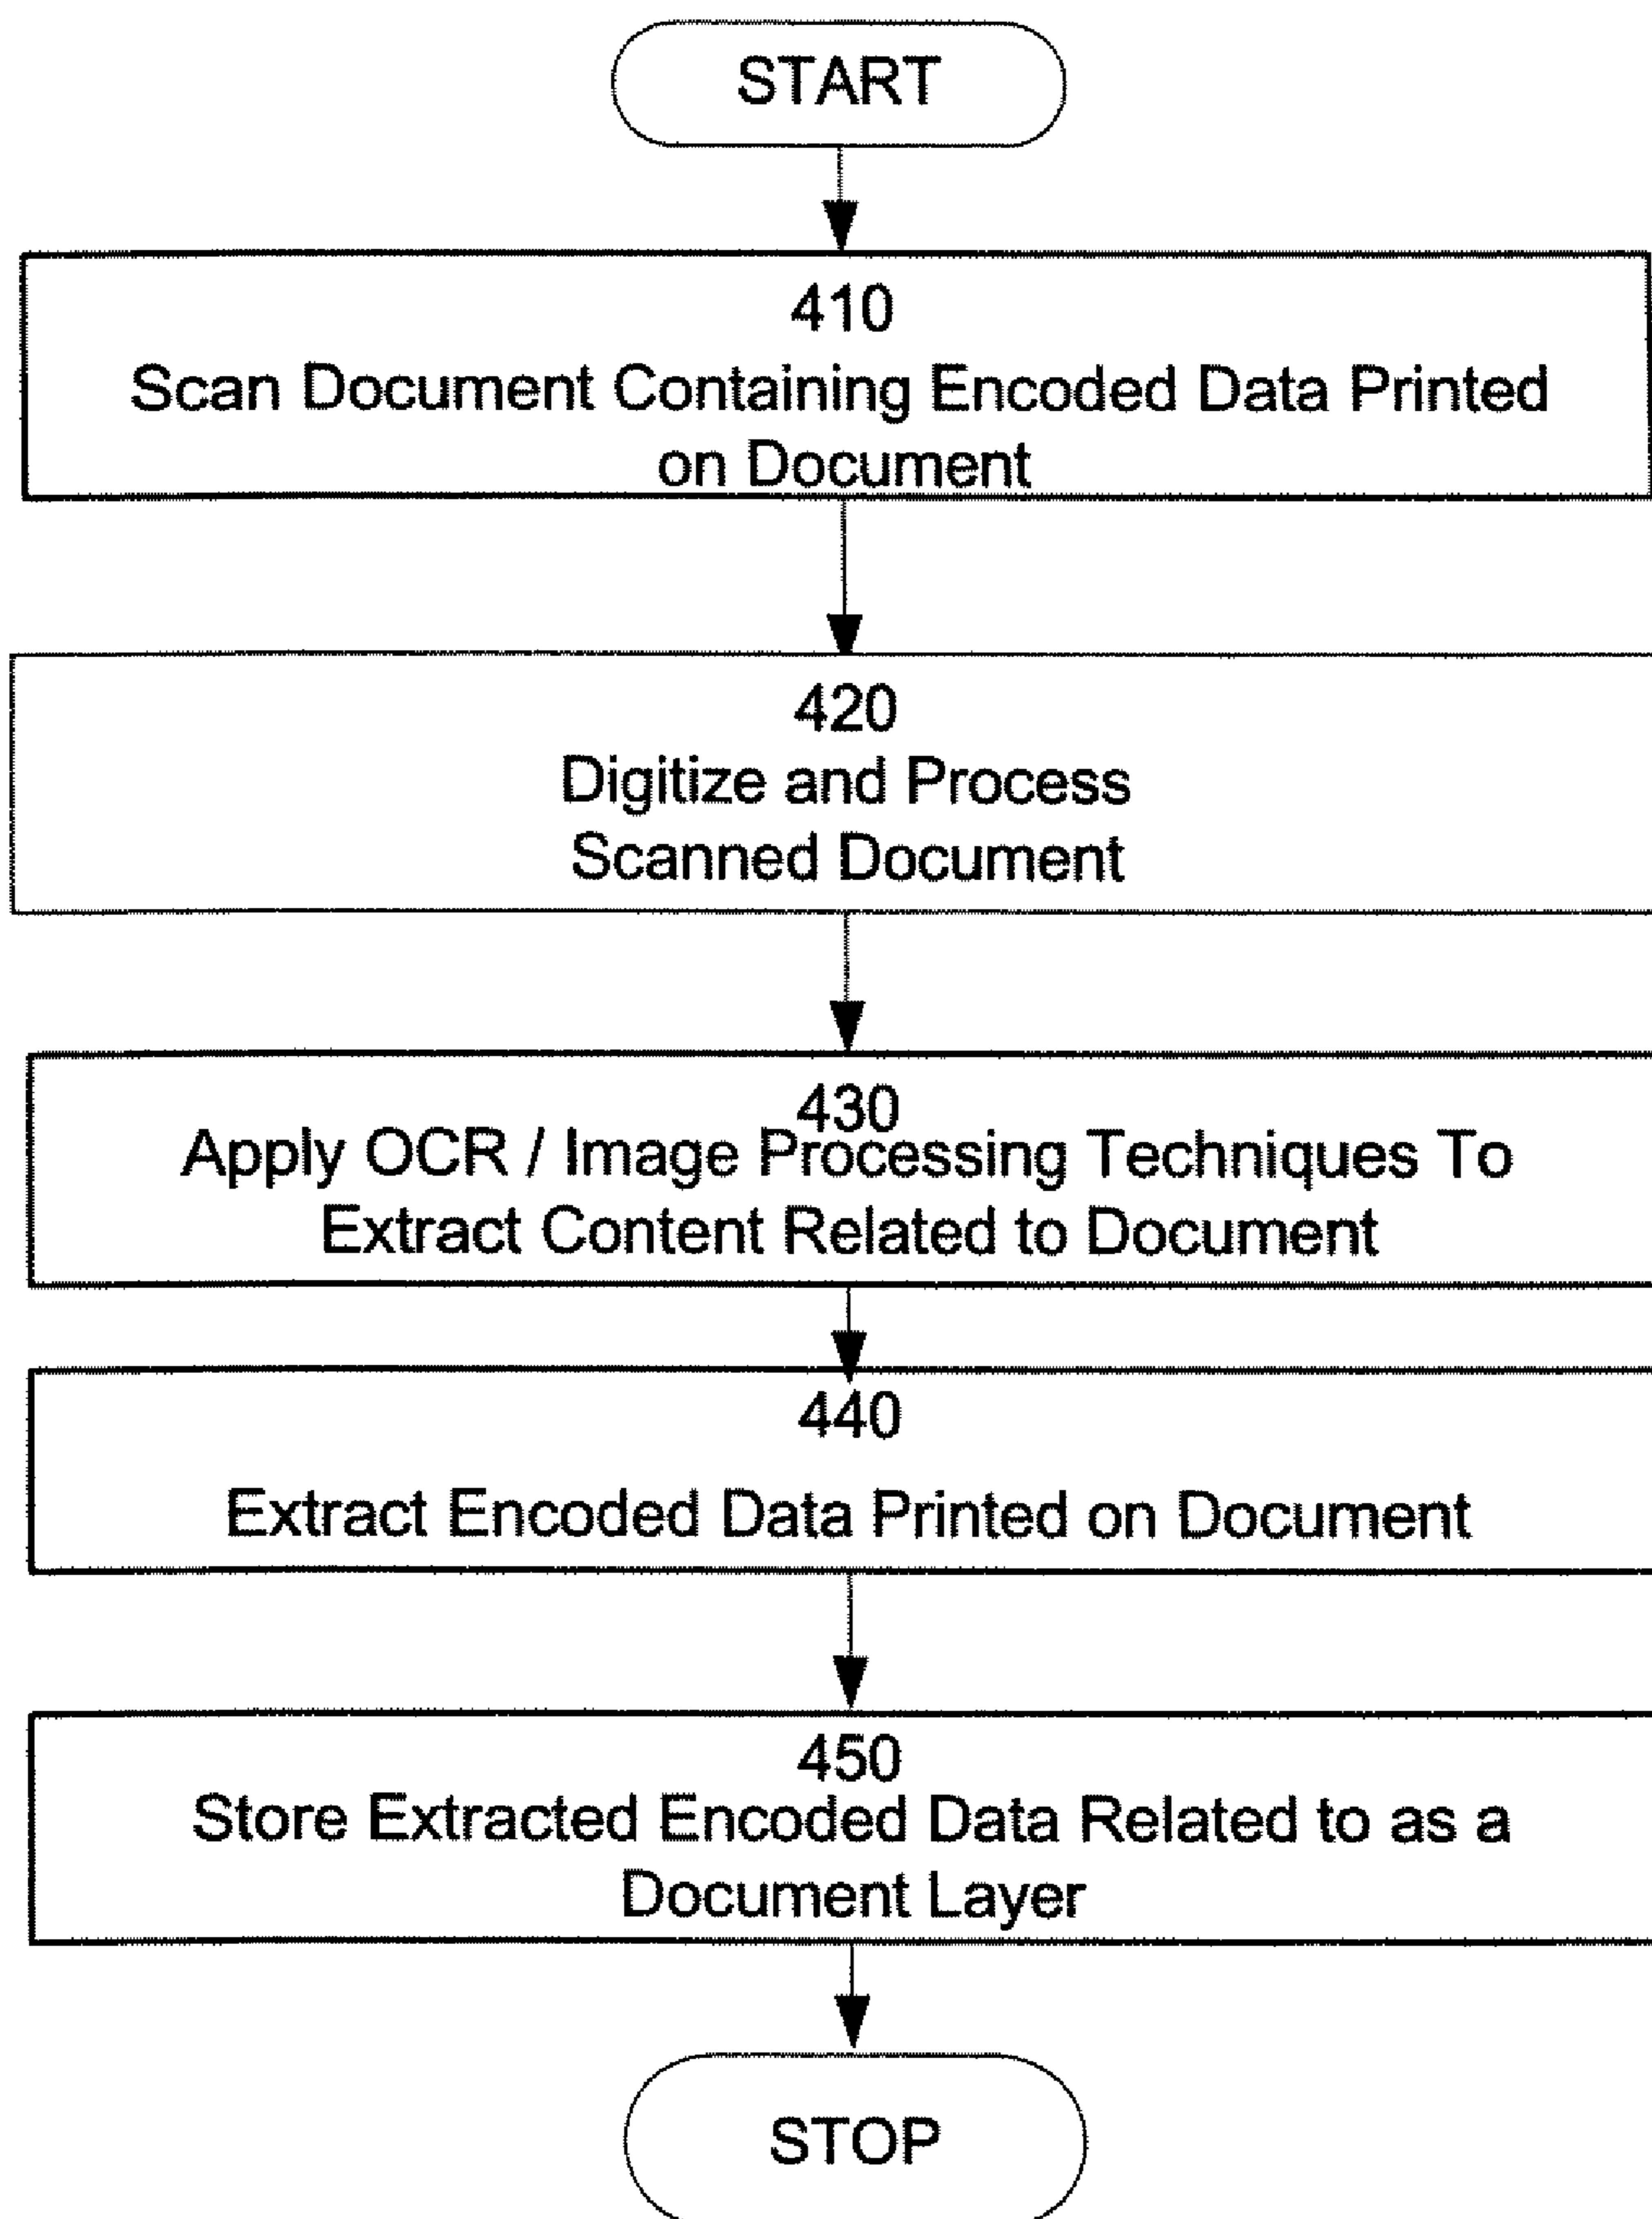 START
410
Scan Document Containing Encoded Data Printed
on Document
420
Digitize and Process
Scanned Document
430
Apply OCR / Image Processing Techniques To
Extract Content Related to Document
440
Extract Encoded Data Printed on Document
450
Store Extracted Encoded Data Related to as a
Document Layer
STOP